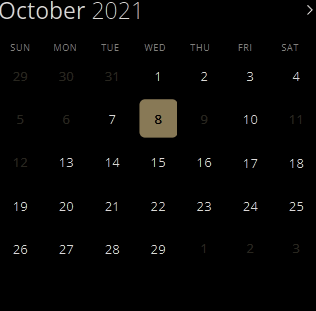 October 2021
SUN MON TUE WED THU FRI SAT
29 30 31 1 2 3 4
5 6 7 8 9 10 11
12 13 14 15 16 17 18
19 20 21 22 23 24 25
26 27 28 29 1 2 3